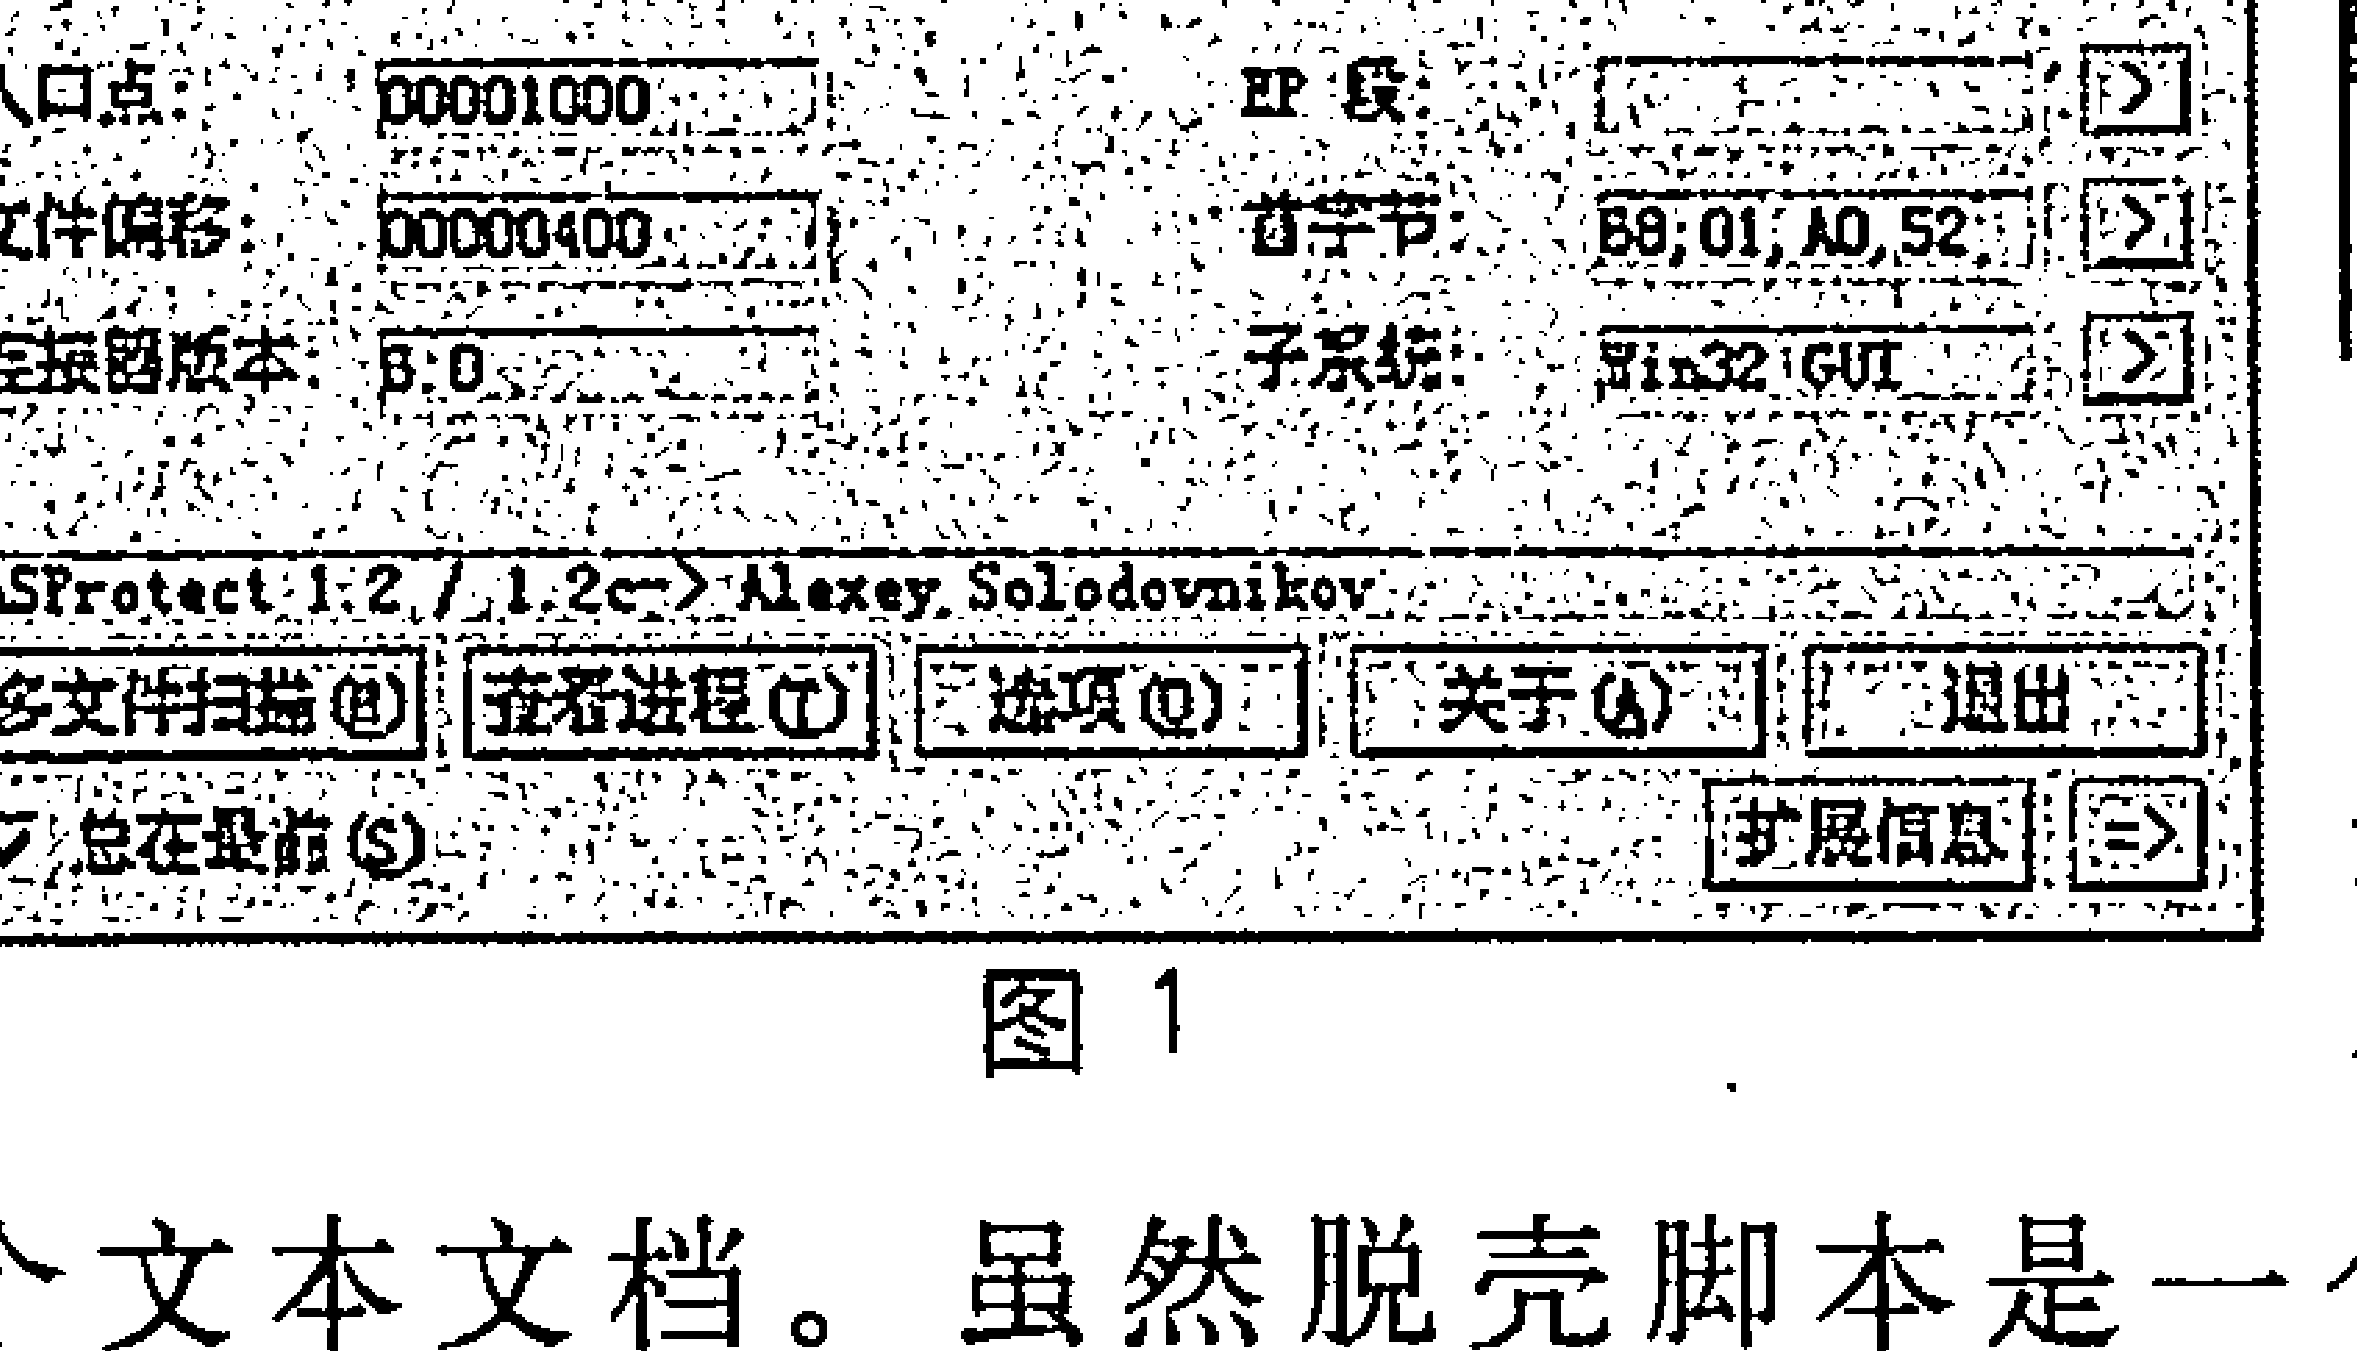 入口点: 00001000 EP 段: >
文件偏移: 00000400 首字节: B8,01,A0,52, >
连接器版本: 6.0 子系统: Win32 GUI >
ASProtect 1.2 / 1.2c-> Alexey Solodovnikov
多文件扫描(M) 查看进程(T) 选项(O) 关于(A) 退出
总在最前(S) 扩展信息 =>
图 1
个文本文档。虽然脱壳脚本是一